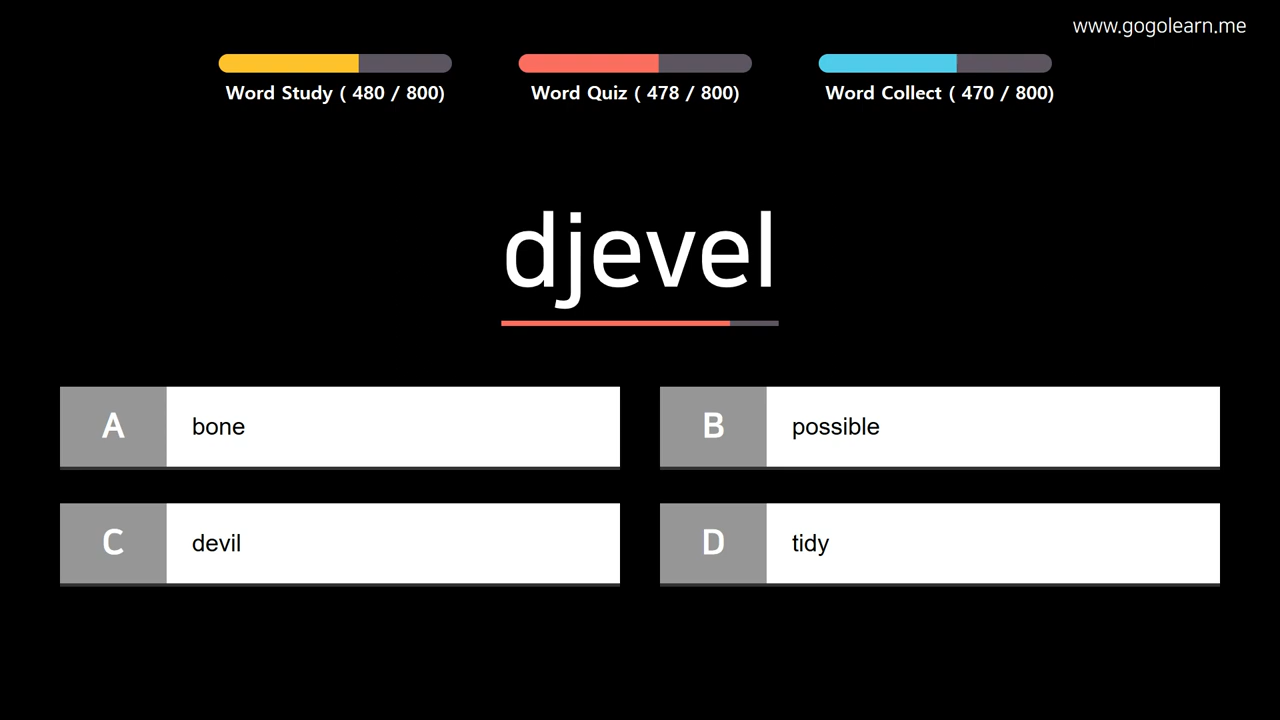 www.gogolearn.me
Word Study ( 480 / 800)
Word Quiz ( 478 / 800)
Word Collect ( 470 / 800)
djevel
A bone
B possible
C devil
D tidy